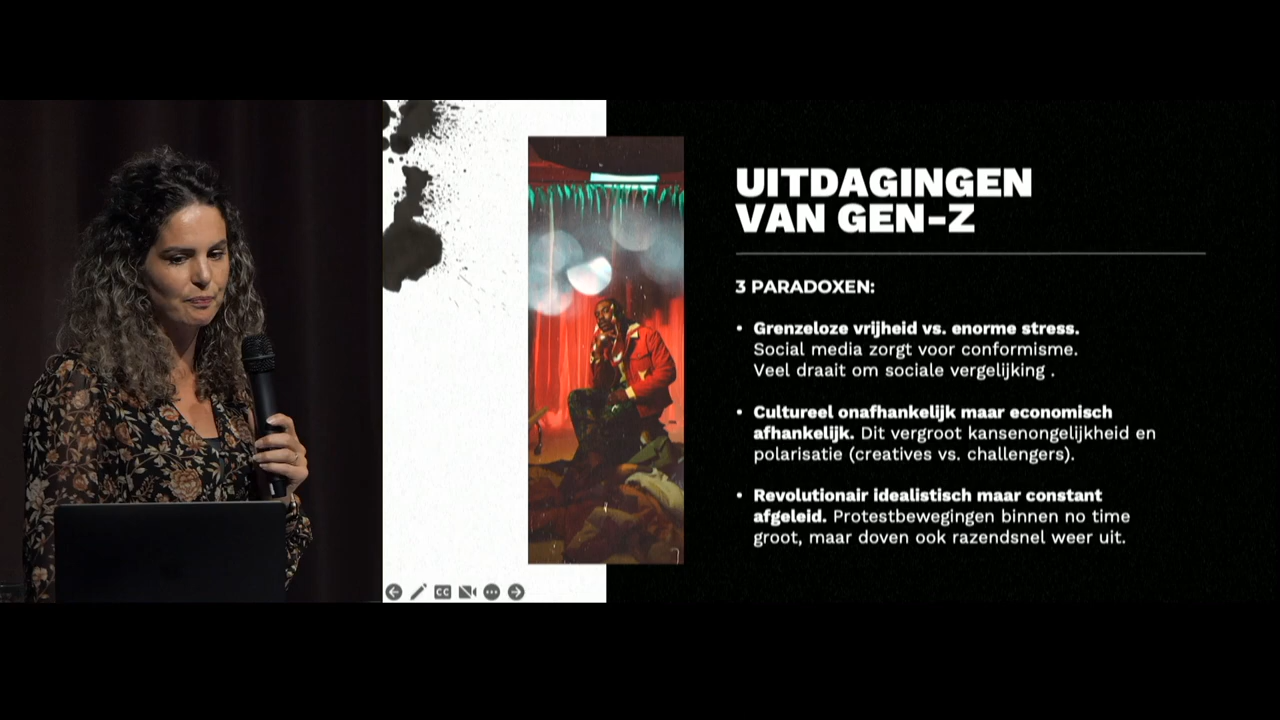 UITDAGINGEN
VAN GEN-Z
3 PARADOXEN:
• Grenzeloze vrijheid vs. enorme stress.
Social media zorgt voor conformisme.
Veel draait om sociale vergelijking .
• Cultureel onafhankelijk maar economisch
afhankelijk. Dit vergroot kansenongelijkheid en
polarisatie (creatives vs. challengers).
• Revolutionair idealistisch maar constant
afgeleid. Protestbewegingen binnen no time
groot, maar doven ook razendsnel weer uit.
CC